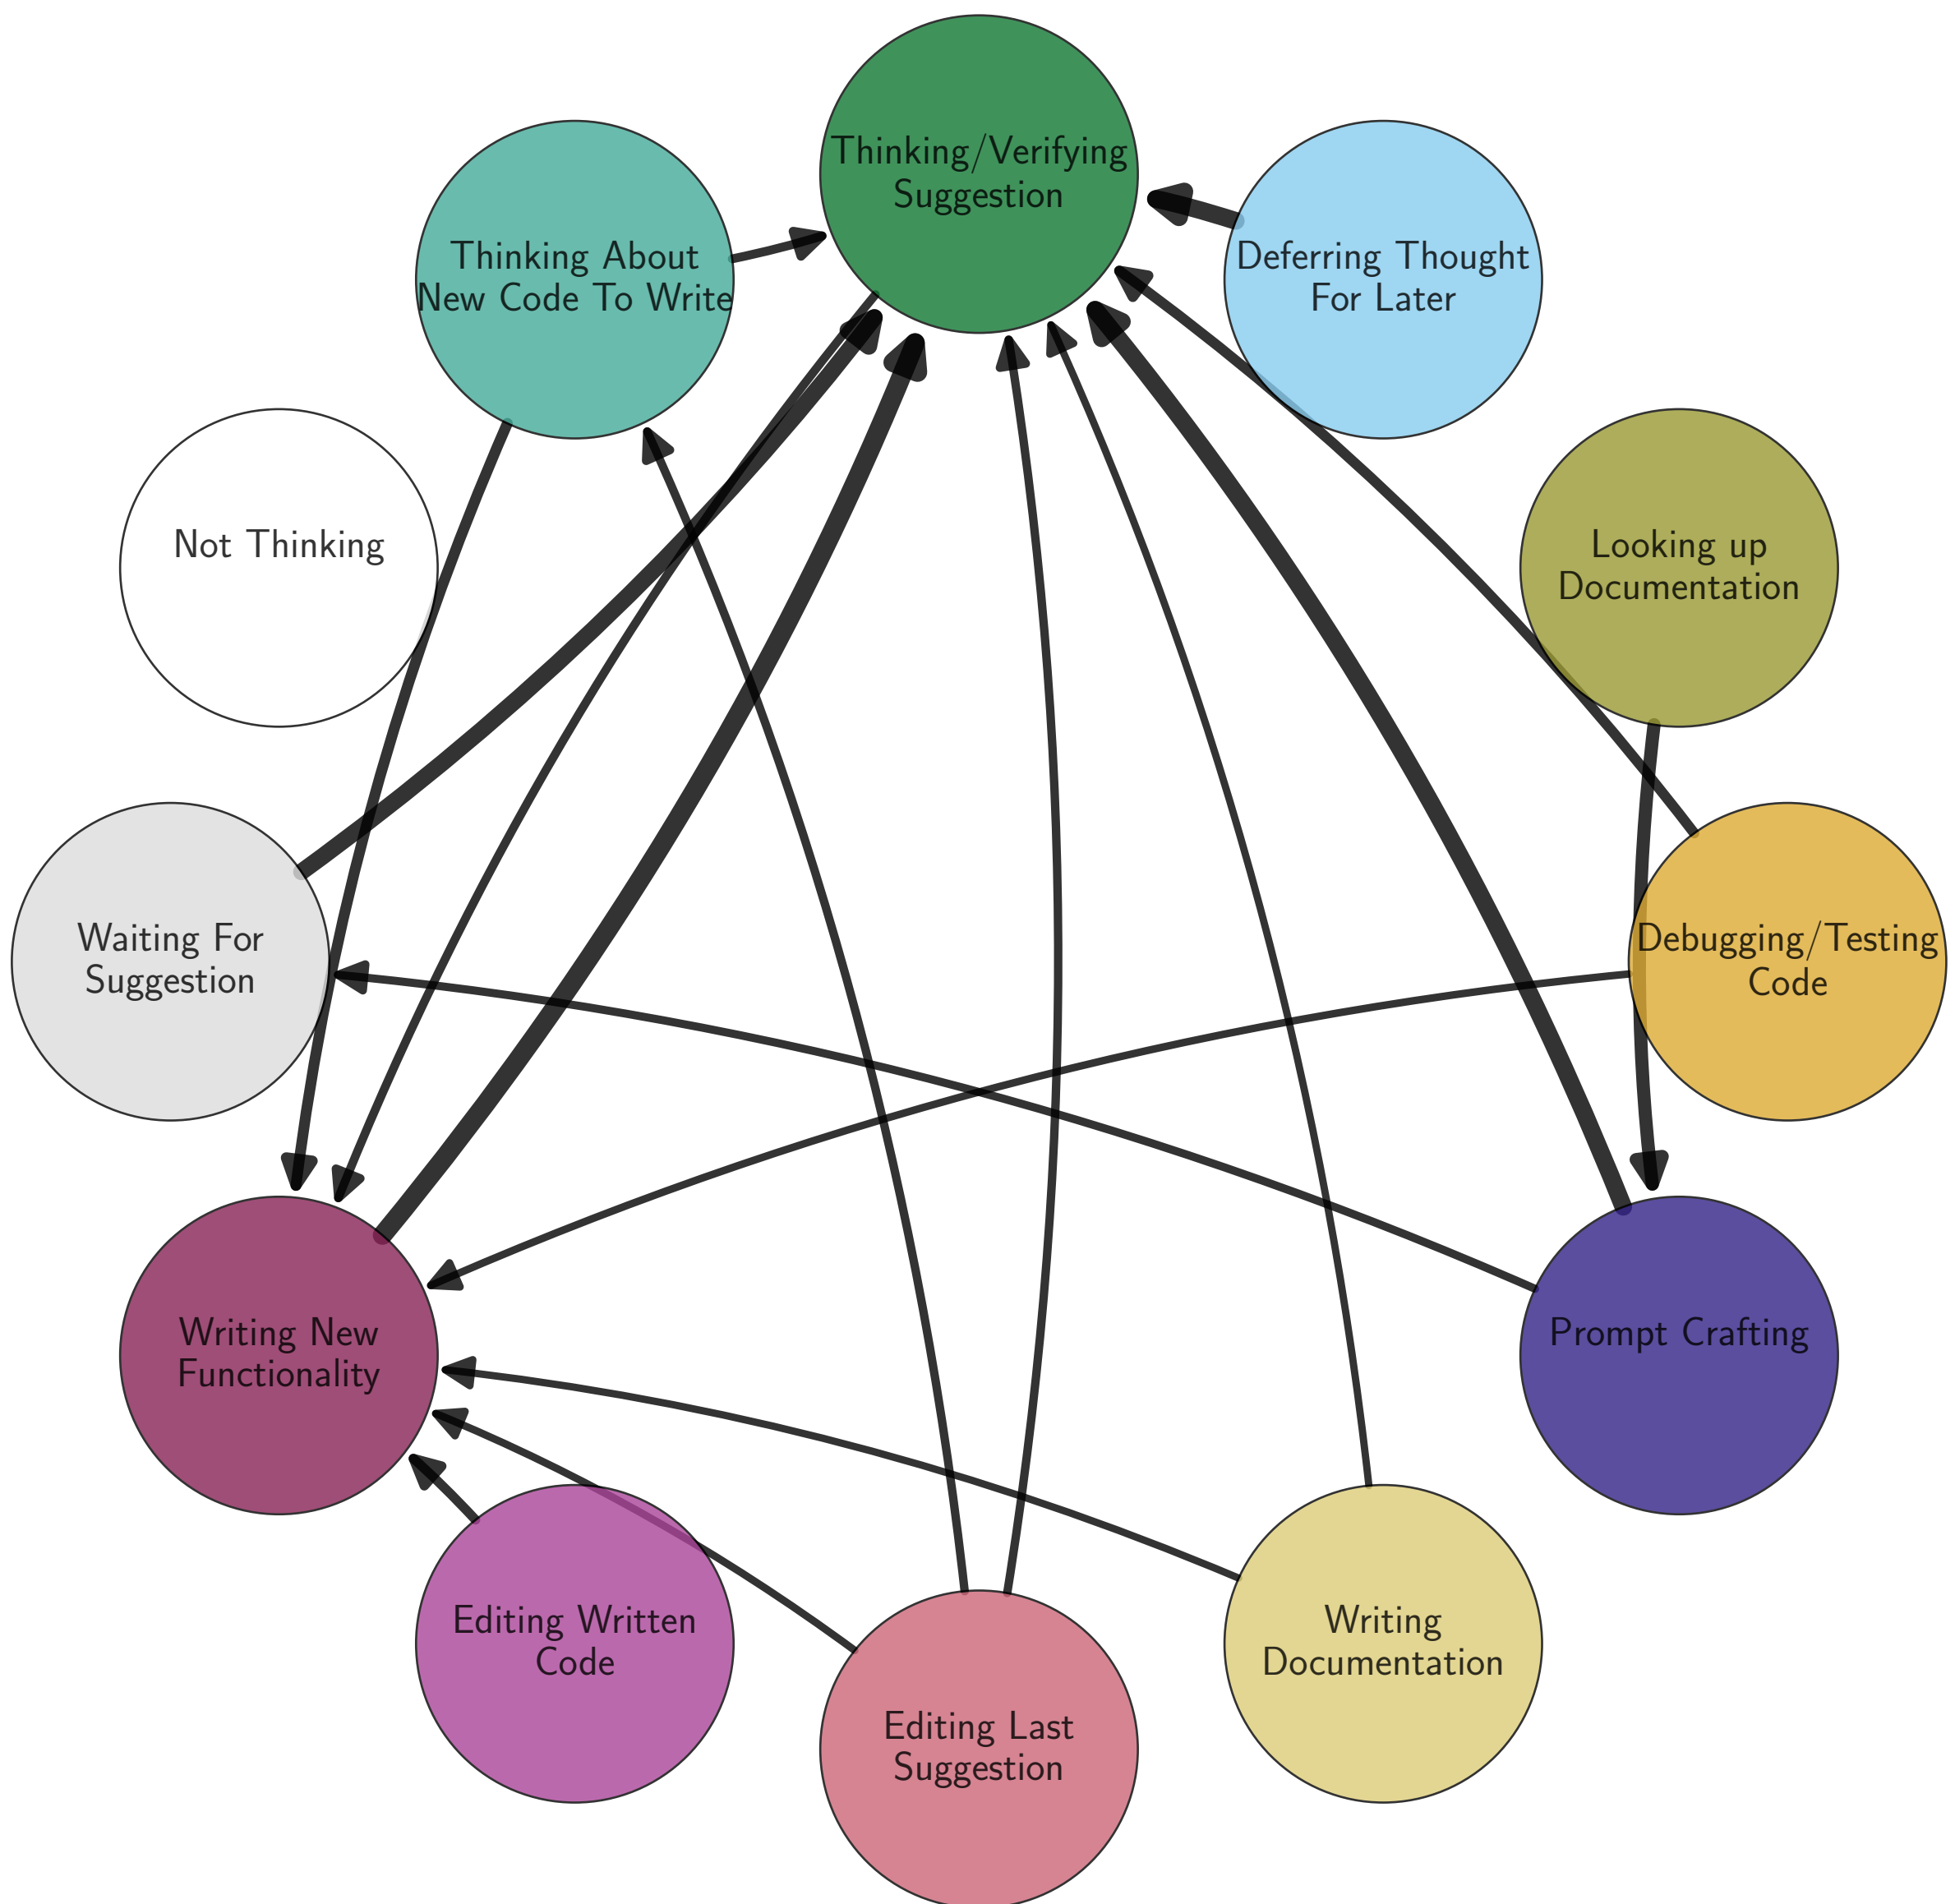 Thinking/Verifying
Suggestion
Thinking About
New Code To Write
Deferring Thought
For Later
Not Thinking
Looking up
Documentation
Waiting For
Suggestion
Debugging/Testing
Code
Writing New
Functionality
Prompt Crafting
Editing Written
Code
Writing
Documentation
Editing Last
Suggestion